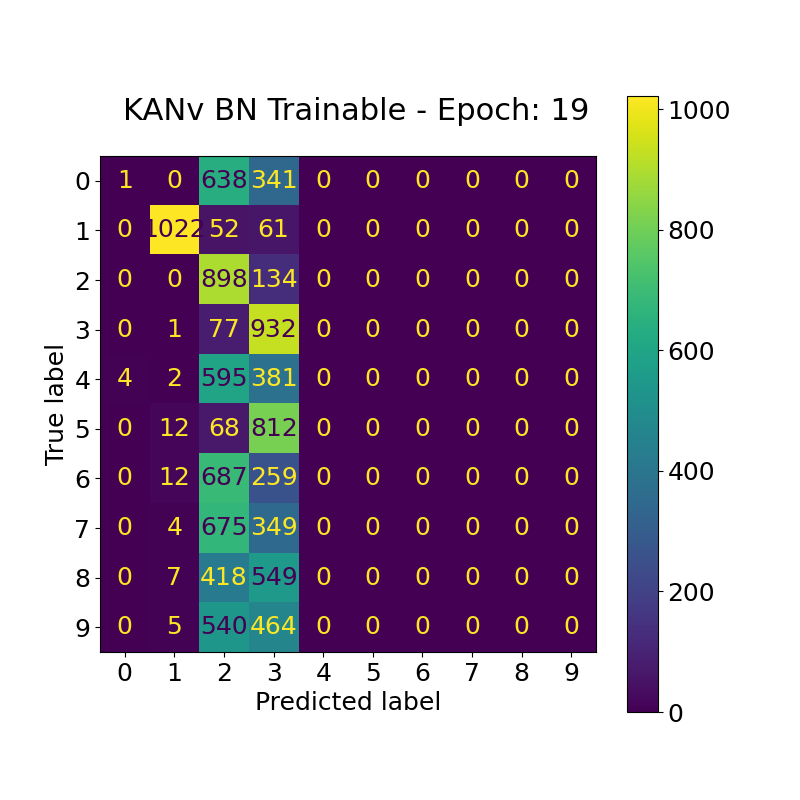 KANv BN Trainable - Epoch: 19
0 1 0 638 341 0 0 0 0 0 0
1 0 1022 52 61 0 0 0 0 0 0
2 0 0 898 134 0 0 0 0 0 0
3 0 1 77 932 0 0 0 0 0 0
4 4 2 595 381 0 0 0 0 0 0
5 0 12 68 812 0 0 0 0 0 0
6 0 12 687 259 0 0 0 0 0 0
7 0 4 675 349 0 0 0 0 0 0
8 0 7 418 549 0 0 0 0 0 0
9 0 5 540 464 0 0 0 0 0 0
0 1 2 3 4 5 6 7 8 9
Predicted label
True label
1000
800
600
400
200
0